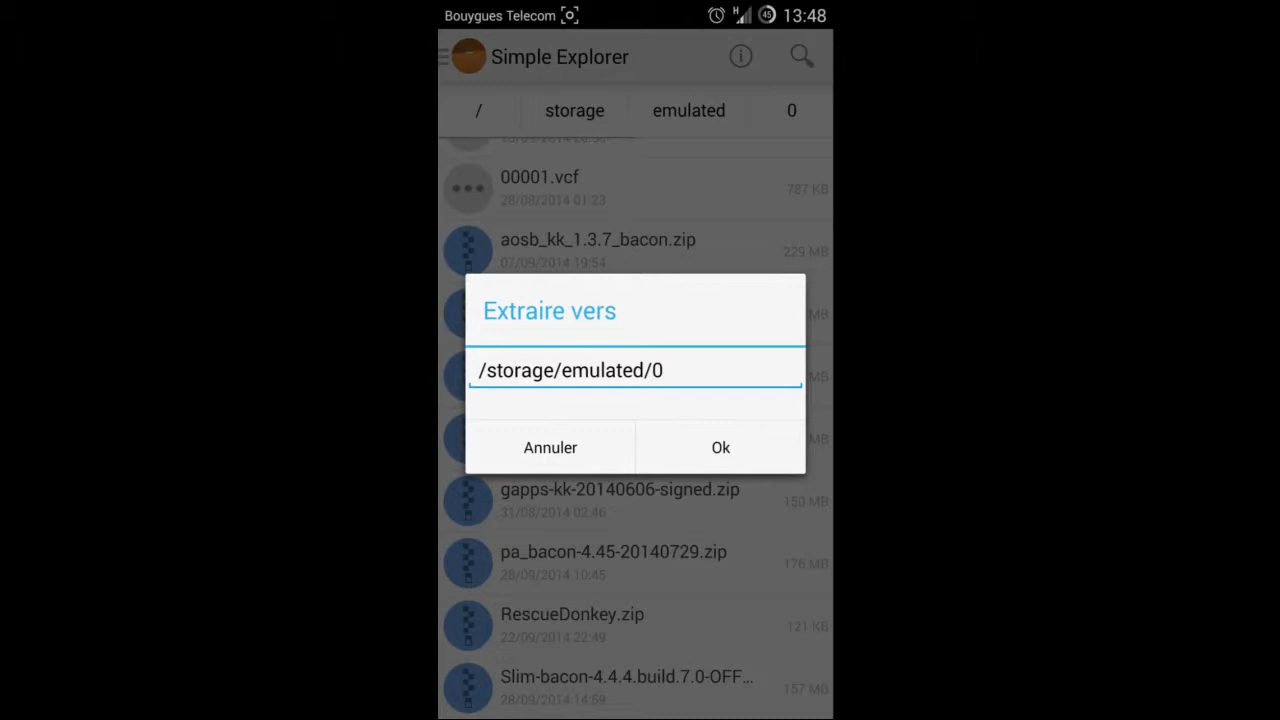 Bouygues Telecom
H 45 13:48
Simple Explorer
/ storage emulated 0
00001.vcf
787 KB
28/08/2014 01:23
aosb_kk_1.3.7_bacon.zip
229 MB
07/09/2014 19:54
Extraire vers
MB
/storage/emulated/0
MB
MB
Annuler Ok
gapps-kk-20140606-signed.zip
150 MB
31/08/2014 02:46
pa_bacon-4.45-20140729.zip
176 MB
28/09/2014 10:45
RescueDonkey.zip
121 KB
22/09/2014 22:49
Slim-bacon-4.4.4.build.7.0-OFF...
157 MB
28/09/2014 14:59